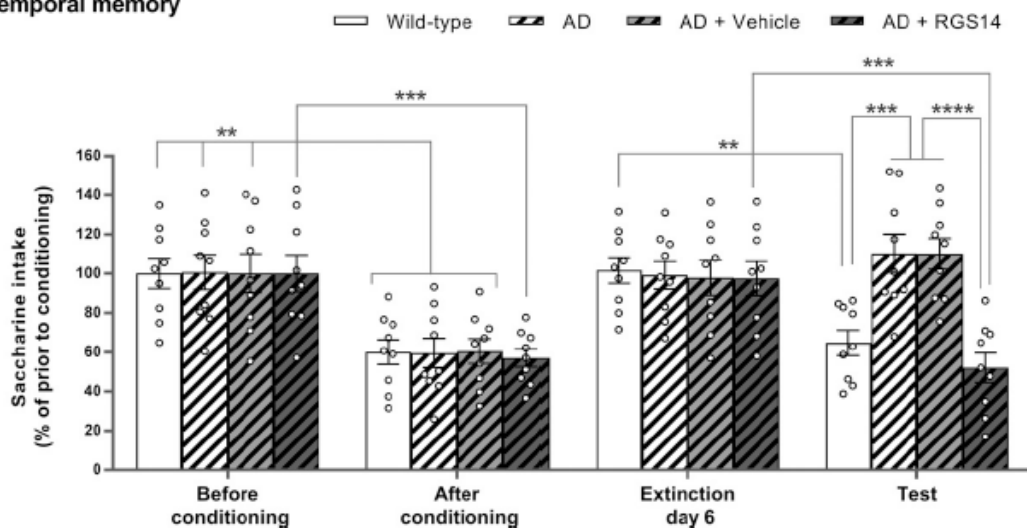 temporal memory
Wild-type AD AD + Vehicle AD + RGS14
***
*** ****
***
** **
160
140
120
100
80
60
40
20
0
Saccharine intake
(% of prior to conditioning)
Before
conditioning
After
conditioning
Extinction
day 6
Test